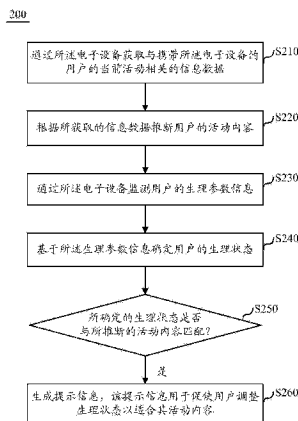 200
通过所述电子设备获取与携带所述电子设备的
用户的当前活动相关的信息数据
S210
根据所获取的信息数据推断用户的活动内容
S220
通过所述电子设备监测用户的生理参数信息
S230
基于所述生理参数信息确定用户的生理状态
S240
所确定的生理状态是否
与所推断的活动内容匹配?
S250
是
生成提示信息,该提示信息用于促使用户调整
生理状态以适合其活动内容
S260